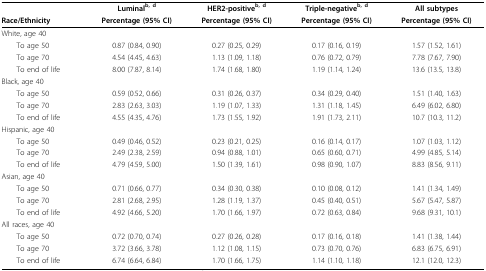 Luminal^b, d HER2-positive^b, d Triple-negative^b, d All subtypes
Race/Ethnicity Percentage (95% CI) Percentage (95% CI) Percentage (95% CI) Percentage (95% CI)
White, age 40
To age 50 0.87 (0.84, 0.90) 0.27 (0.25, 0.29) 0.17 (0.16, 0.19) 1.57 (1.52, 1.61)
To age 70 4.54 (4.45, 4.63) 1.13 (1.09, 1.18) 0.76 (0.72, 0.79) 7.78 (7.67, 7.90)
To end of life 8.00 (7.87, 8.14) 1.74 (1.68, 1.80) 1.19 (1.14, 1.24) 13.6 (13.5, 13.8)
Black, age 40
To age 50 0.59 (0.52, 0.66) 0.31 (0.26, 0.37) 0.34 (0.29, 0.40) 1.51 (1.40, 1.63)
To age 70 2.83 (2.63, 3.03) 1.19 (1.07, 1.33) 1.31 (1.18, 1.45) 6.49 (6.02, 6.80)
To end of life 4.55 (4.35, 4.76) 1.73 (1.55, 1.92) 1.91 (1.73, 2.11) 10.7 (10.3, 11.2)
Hispanic, age 40
To age 50 0.49 (0.46, 0.52) 0.23 (0.21, 0.25) 0.16 (0.14, 0.17) 1.07 (1.03, 1.12)
To age 70 2.49 (2.38, 2.59) 0.94 (0.88, 1.01) 0.65 (0.60, 0.71) 4.99 (4.85, 5.14)
To end of life 4.79 (4.59, 5.00) 1.50 (1.39, 1.61) 0.98 (0.90, 1.07) 8.83 (8.56, 9.11)
Asian, age 40
To age 50 0.71 (0.66, 0.77) 0.34 (0.30, 0.38) 0.10 (0.08, 0.12) 1.41 (1.34, 1.49)
To age 70 2.81 (2.68, 2.95) 1.28 (1.19, 1.37) 0.45 (0.40, 0.51) 5.67 (5.47, 5.87)
To end of life 4.92 (4.66, 5.20) 1.70 (1.66, 1.97) 0.72 (0.63, 0.84) 9.68 (9.31, 10.1)
All races, age 40
To age 50 0.72 (0.70, 0.74) 0.27 (0.26, 0.28) 0.17 (0.16, 0.18) 1.41 (1.38, 1.44)
To age 70 3.72 (3.66, 3.78) 1.12 (1.08, 1.15) 0.73 (0.70, 0.76) 6.83 (6.75, 6.91)
To end of life 6.74 (6.64, 6.84) 1.70 (1.66, 1.75) 1.14 (1.10, 1.18) 12.1 (12.0, 12.3)